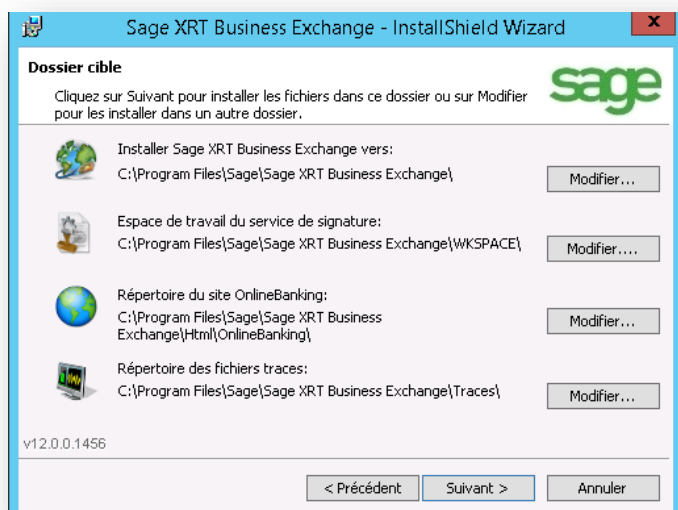 Sage XRT Business Exchange - InstallShield Wizard
x
Dossier cible
Cliquez sur Suivant pour installer les fichiers dans ce dossier ou sur Modifier
pour les installer dans un autre dossier.
sage
Installer Sage XRT Business Exchange vers:
C:\Program Files\Sage\Sage XRT Business Exchange\
Modifier...
Espace de travail du service de signature:
C:\Program Files\Sage\Sage XRT Business Exchange\WKSPACE\
Modifier....
Répertoire du site OnlineBanking:
C:\Program Files\Sage\Sage XRT Business
Exchange\Html\OnlineBanking\
Modifier...
Répertoire des fichiers traces:
C:\Program Files\Sage\Sage XRT Business Exchange\Traces\
Modifier...
v12.0.0.1456
< Précédent
Suivant >
Annuler